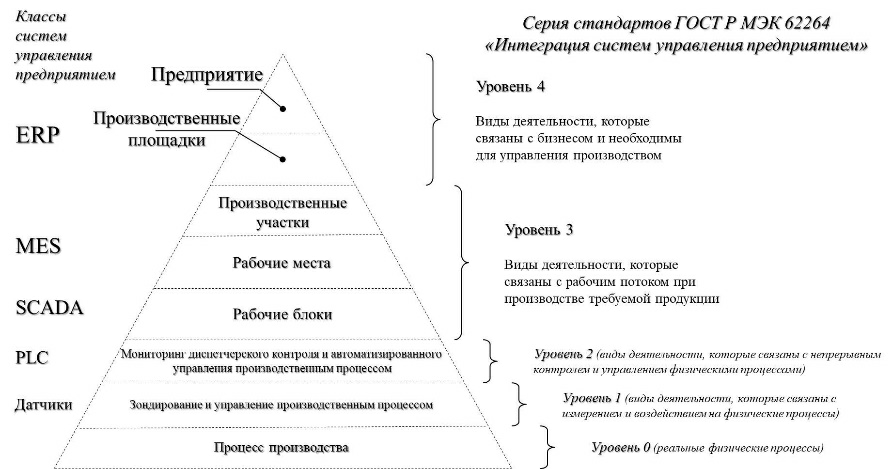 Классы
систем
управления
предприятием
Серия стандартов ГОСТ Р МЭК 62264
«Интеграция систем управления предприятием»
Предприятие
Производственные
площадки
ERP
Уровень 4
Виды деятельности, которые
связаны с бизнесом и необходимы
для управления производством
Производственные
участки
MES
Рабочие места
Уровень 3
Виды деятельности, которые
связаны с рабочим потоком при
производстве требуемой продукции
SCADA
Рабочие блоки
PLC
Мониторинг диспетчерского контроля и автоматизированного
управления производственным процессом
Уровень 2 (виды деятельности, которые связаны с непрерывным
контролем и управлением физическими процессами)
Датчики
Зондирование и управление производственным процессом
Уровень 1 (виды деятельности, которые связаны с
измерением и воздействием на физические процессы)
Процесс производства
Уровень 0 (реальные физические процессы)